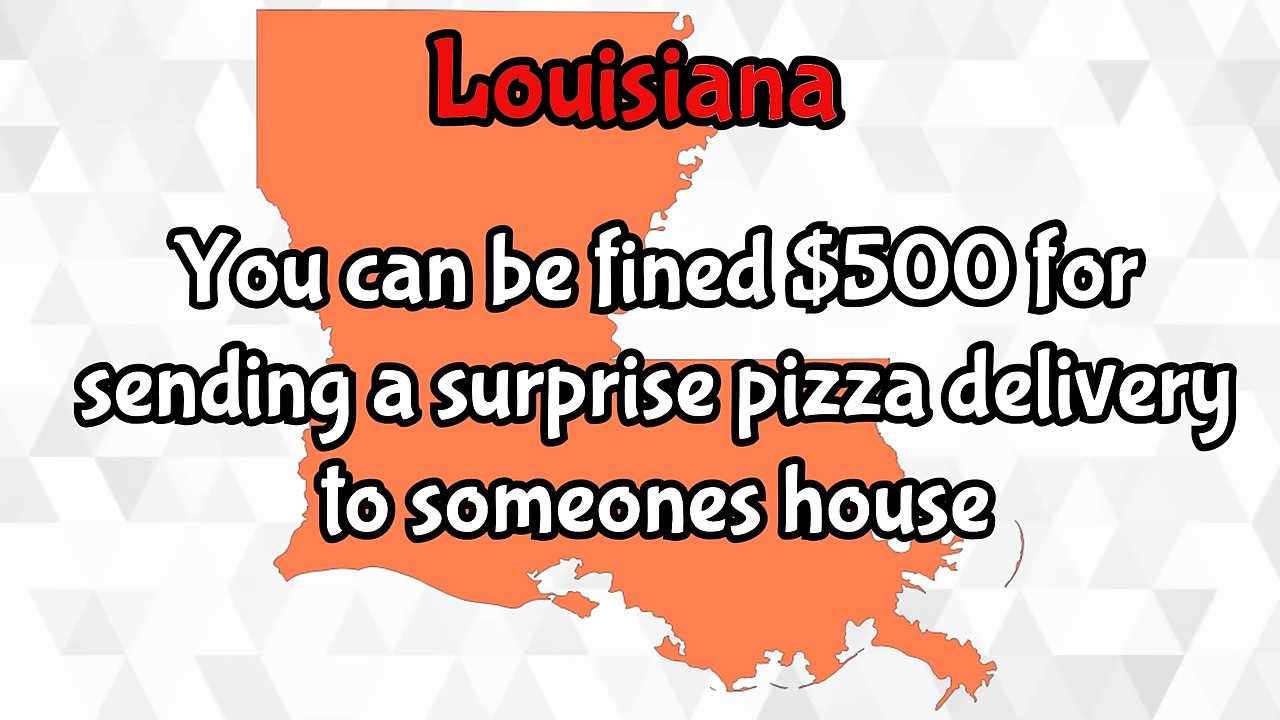 Louisiana
You can be fined $500 for
sending a surprise pizza delivery
to someones house